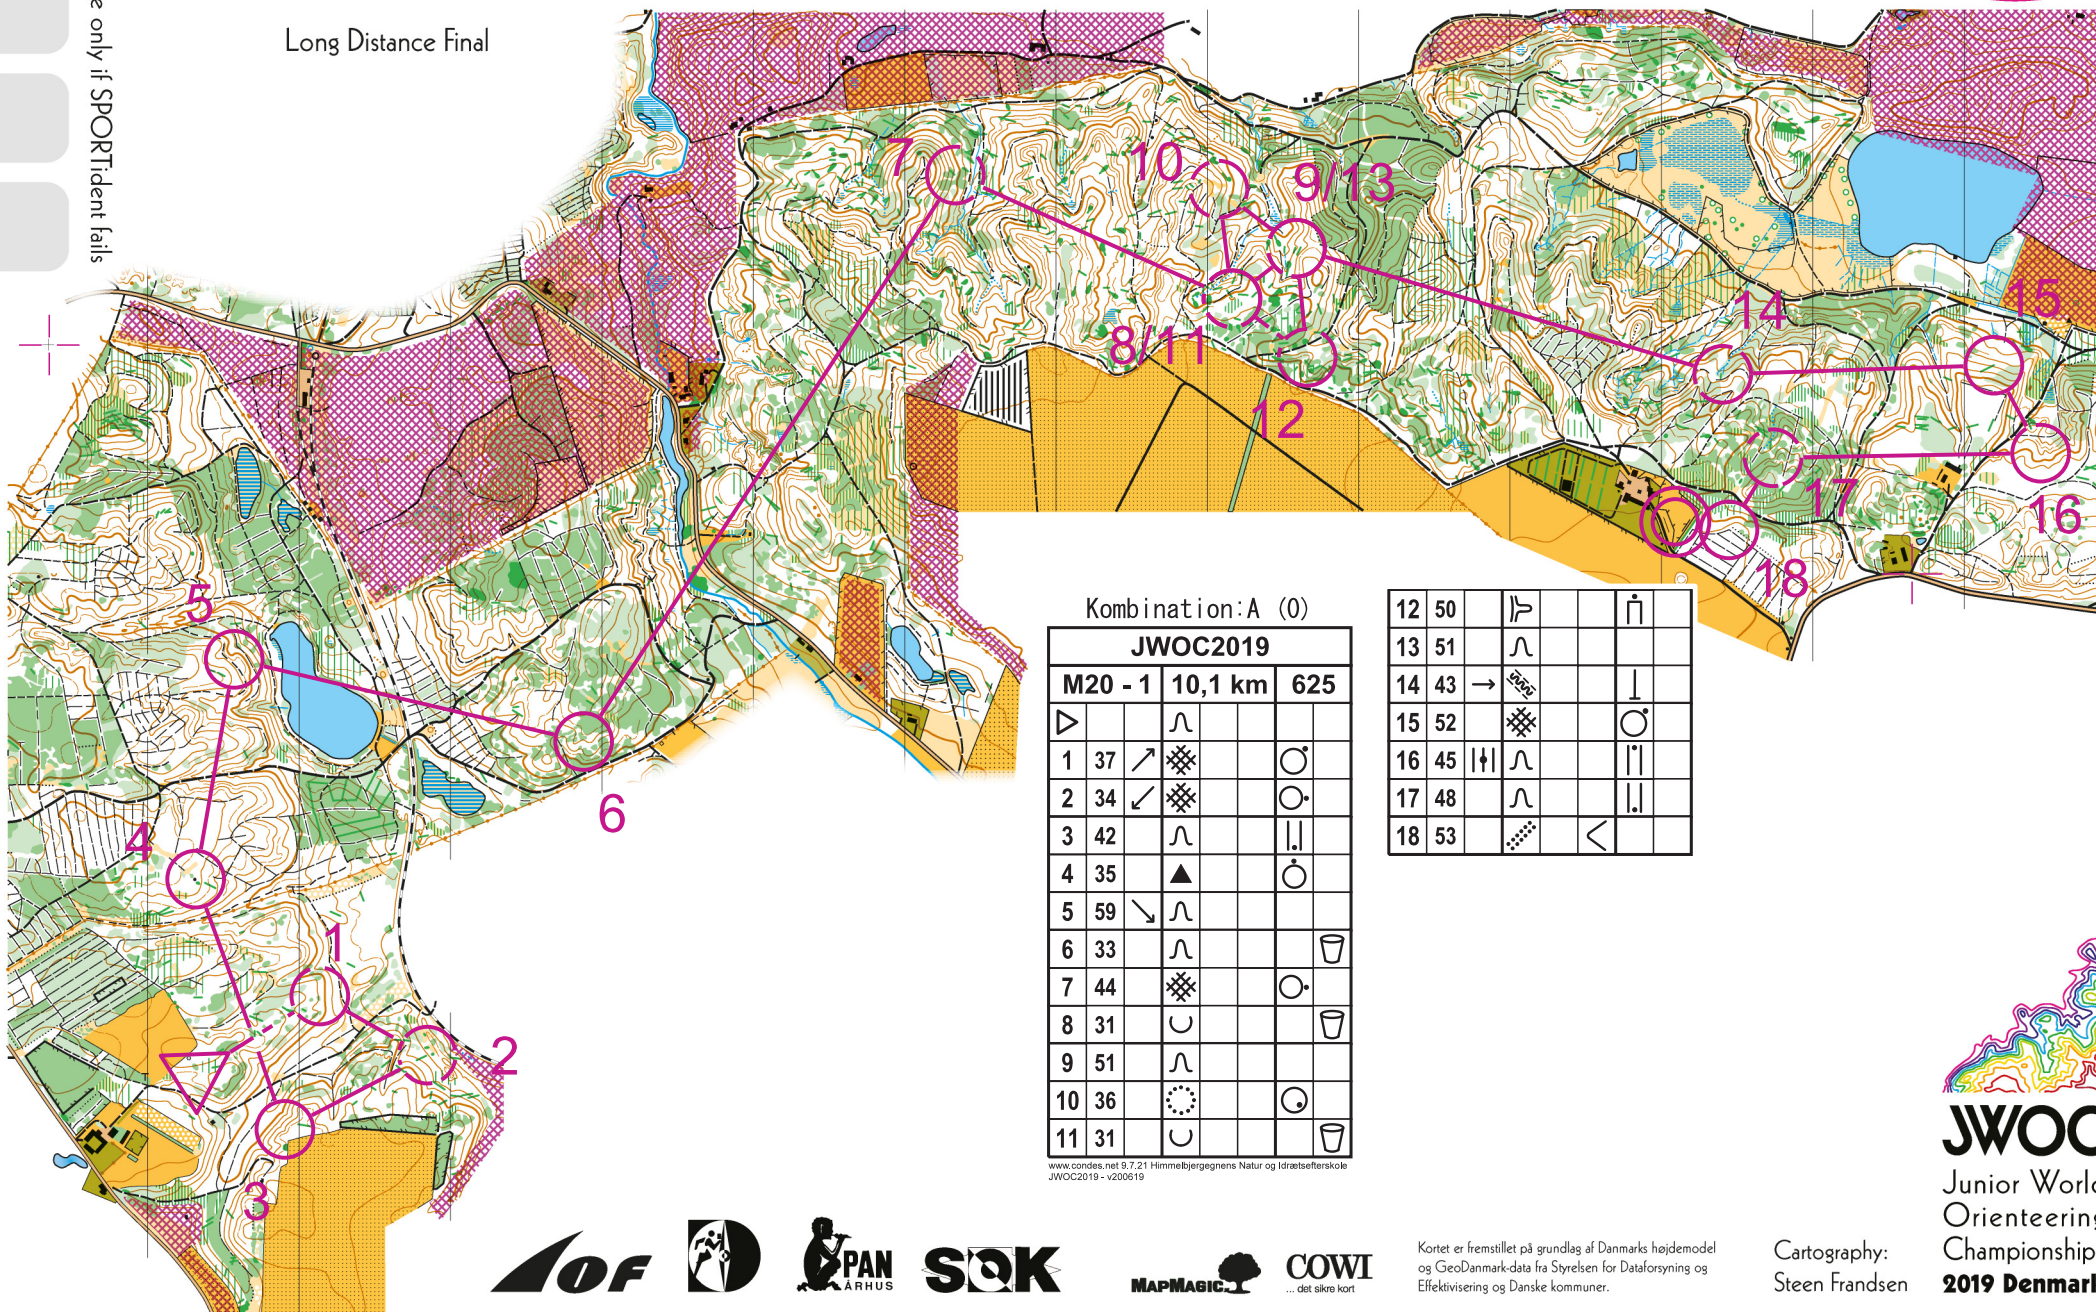 e only if SPORTident fails
Long Distance Final
7
10
9/13
8/11
12
14
15
16
17
18
5
6
4
1
2
3
Kombination:A (0)
JWOC2019
M20 - 1 10,1 km 625
1 37
2 34
3 42
4 35
5 59
6 33
7 44
8 31
9 51
10 36
11 31
www.condes.net 9.7.21 Himmelbjergegnens Natur og Idrætsefterskole
JWOC2019 - v200619
12 50
13 51
14 43
15 52
16 45
17 48
18 53
IOF
PAN
ÅRHUS
SOK
MAPMAGIC
COWI
... det sikre kort
Kortet er fremstillet på grundlag af Danmarks højdemodel
og GeoDanmark-data fra Styrelsen for Dataforsyning og
Effektivisering og Danske kommuner.
Cartography:
Steen Frandsen
JWOC
Junior World
Orienteering
Championship
2019 Denmark